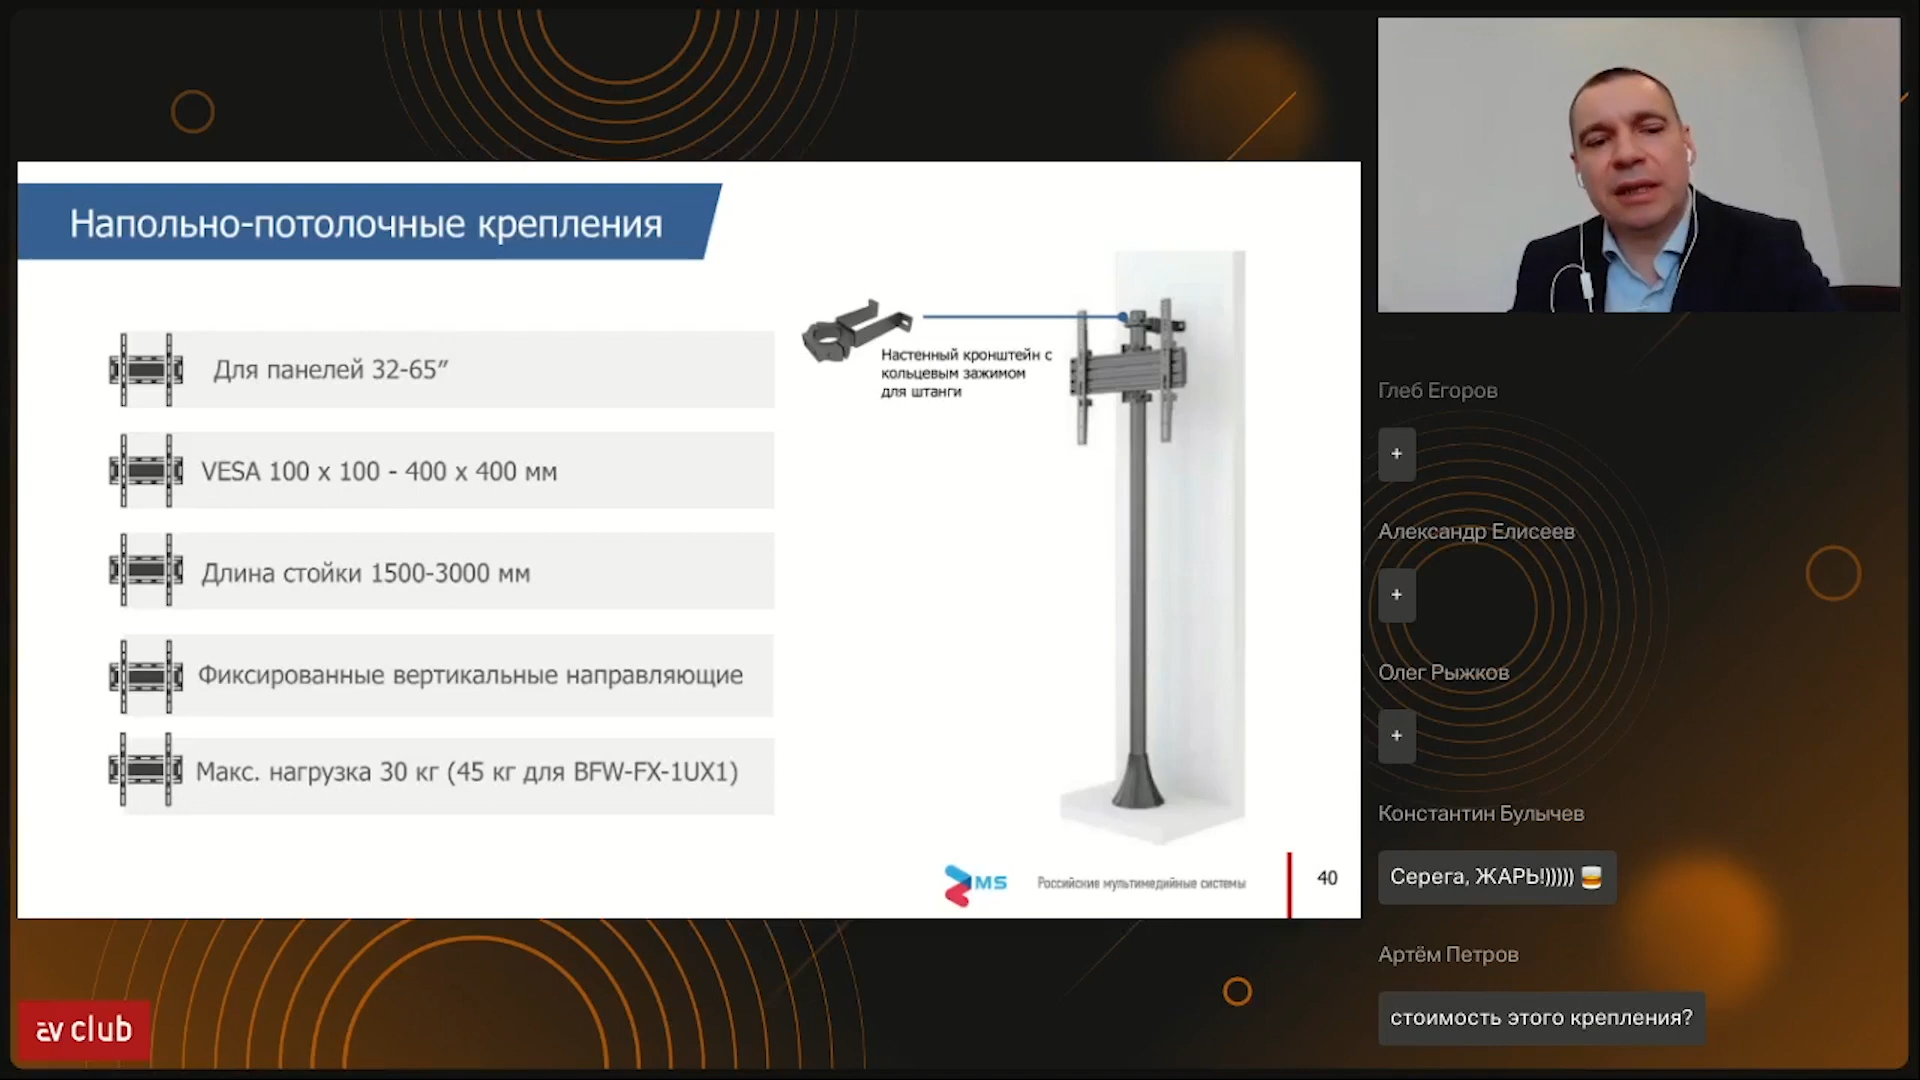 Напольно-потолочные крепления
Для панелей 32-65″
VESA 100 x 100 - 400 x 400 мм
Длина стойки 1500-3000 мм
Фиксированные вертикальные направляющие
Макс. нагрузка 30 кг (45 кг для BFW-FX-1UX1)
Настенный кронштейн с
кольцевым зажимом
для штанги
MS
Российские мультимедийные системы
40
av club
Глеб Егоров
+
Александр Елисеев
+
Олег Рыжков
+
Константин Булычев
Серега, ЖАРЬ!))))) 🥃
Артём Петров
стоимость этого крепления?